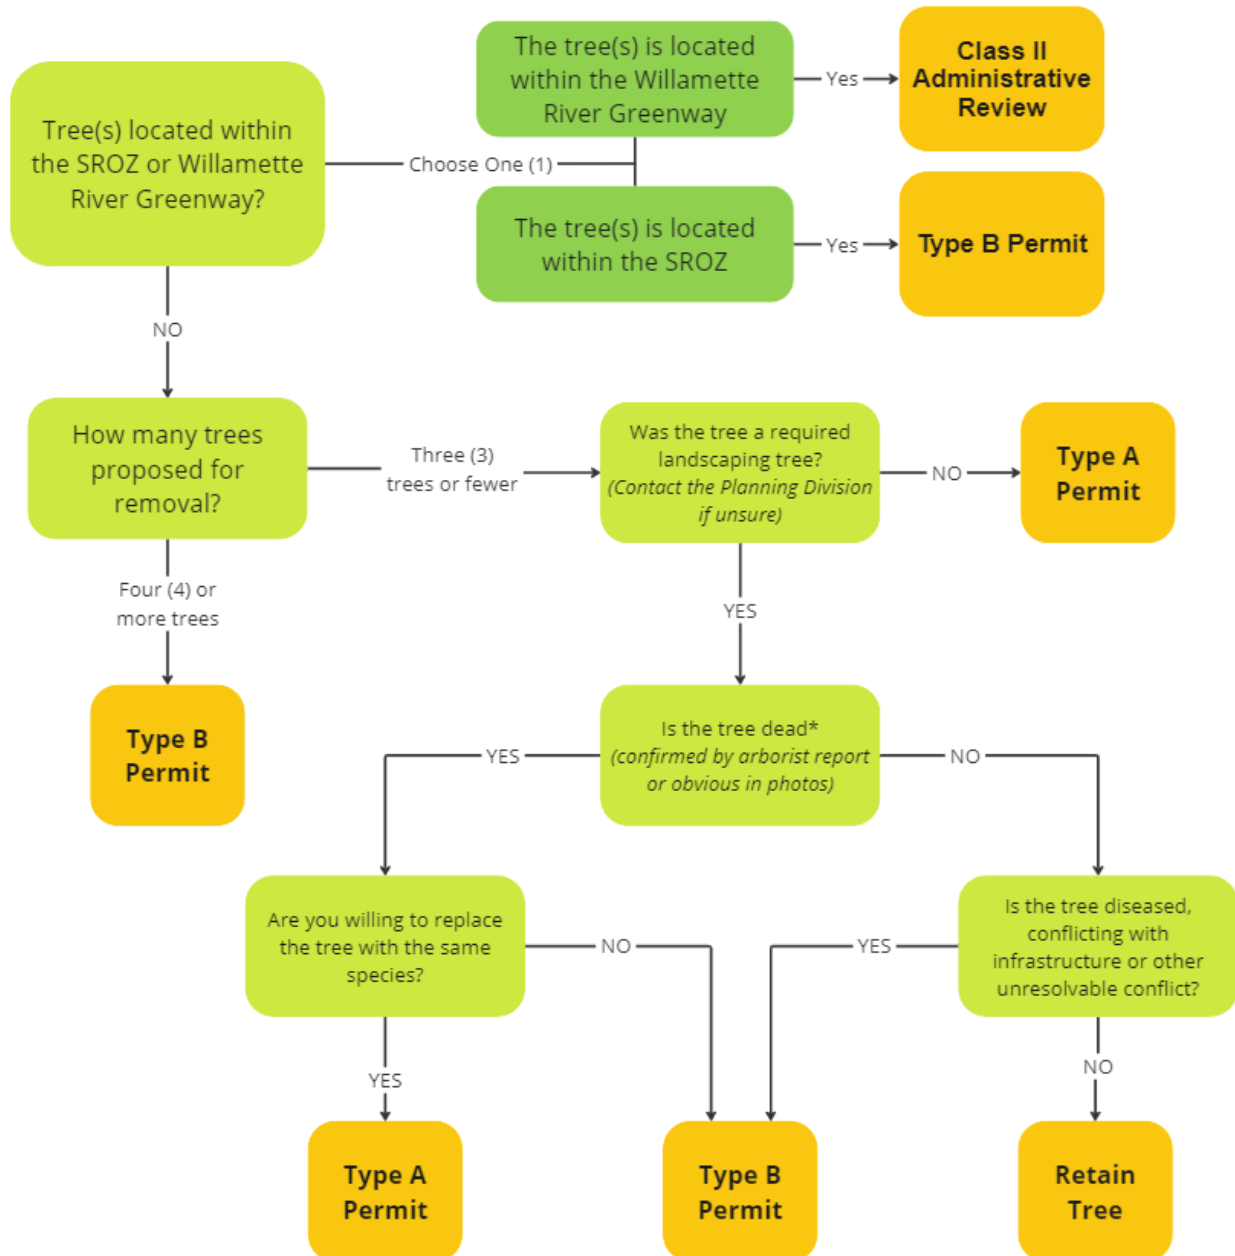 Tree(s) located within
the SROZ or Willamette
River Greenway?
Choose One (1)
The tree(s) is located
within the Willamette
River Greenway
Yes
Class II
Administrative
Review
The tree(s) is located
within the SROZ
Yes
Type B Permit
NO
How many trees
proposed for
removal?
Three (3)
trees or fewer
Was the tree a required
landscaping tree?
(Contact the Planning Division
if unsure)
NO
Type A
Permit
Four (4) or
more trees
Type B
Permit
YES
Is the tree dead*
(confirmed by arborist report
or obvious in photos)
YES
NO
Are you willing to replace
the tree with the same
species?
NO
YES
Is the tree diseased,
conflicting with
infrastructure or other
unresolvable conflict?
YES
NO
Type A
Permit
Type B
Permit
Retain
Tree